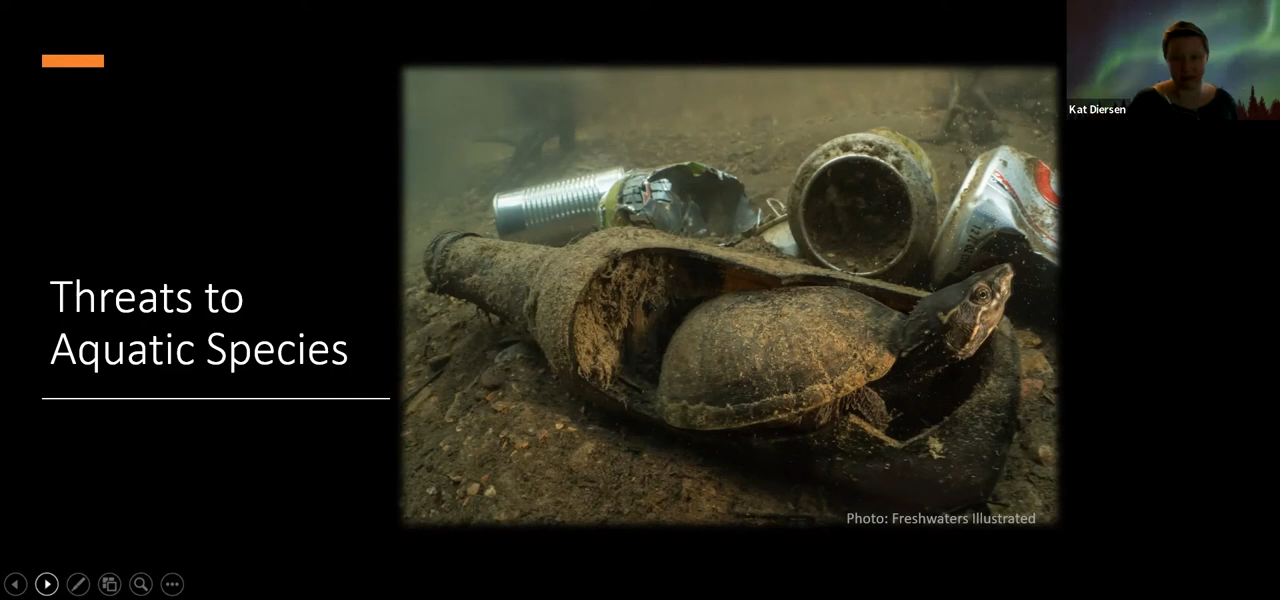 Kat Diersen
Threats to
Aquatic Species
Photo: Freshwaters Illustrated